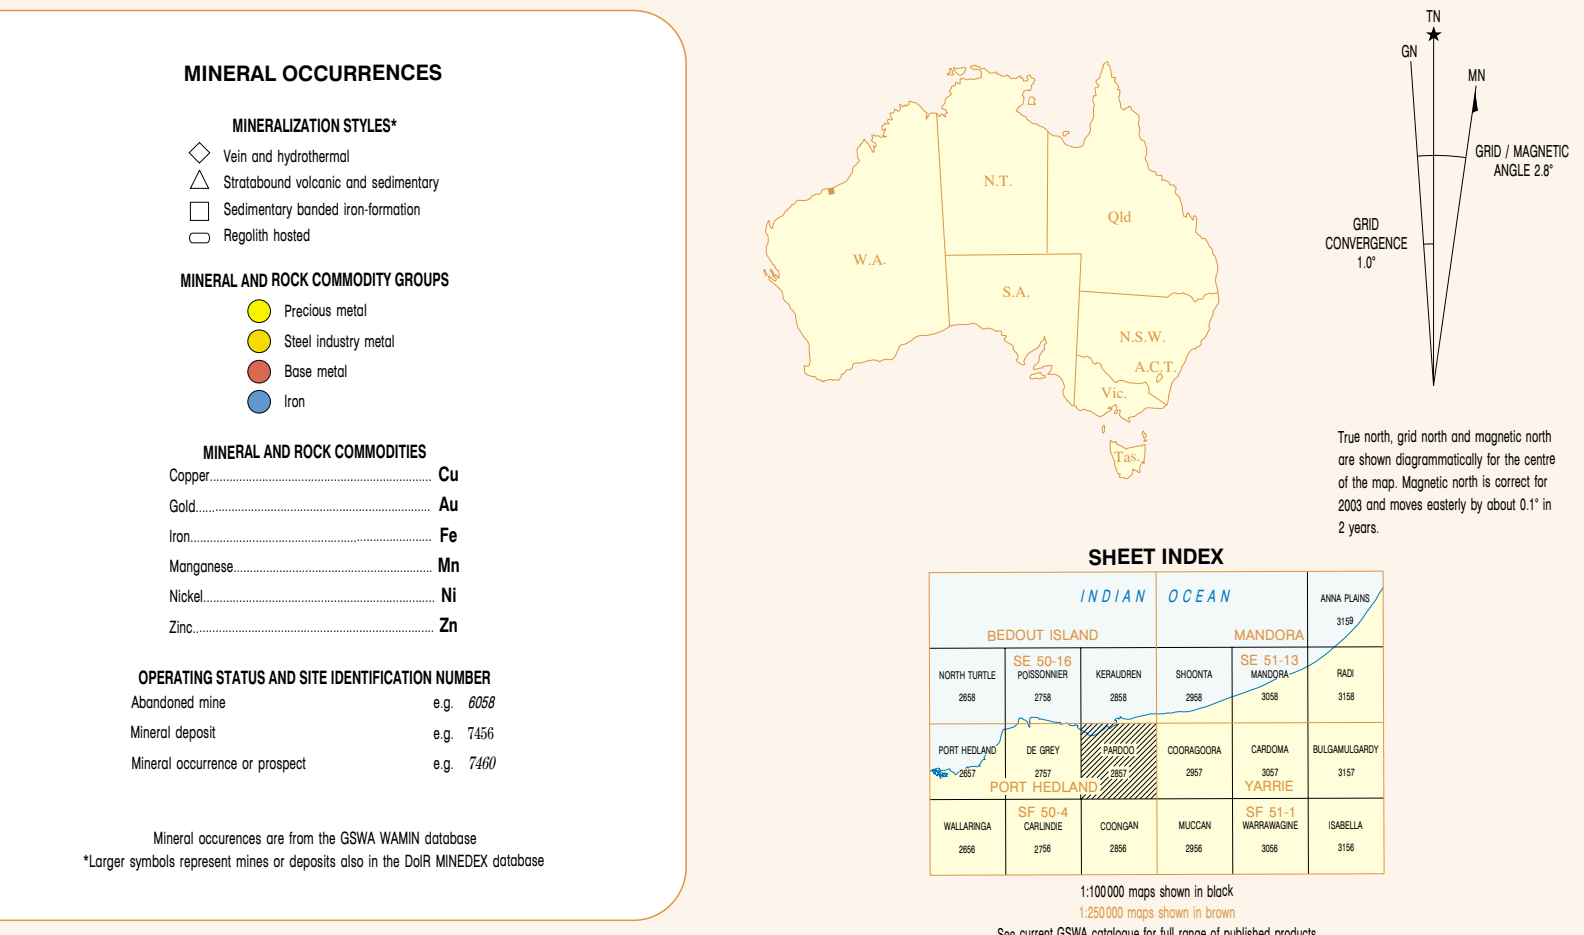 MINERAL OCCURRENCES
MINERALIZATION STYLES*
Vein and hydrothermal
Stratabound volcanic and sedimentary
Sedimentary banded iron-formation
Regolith hosted
MINERAL AND ROCK COMMODITY GROUPS
Precious metal
Steel industry metal
Base metal
Iron
MINERAL AND ROCK COMMODITIES
Copper Cu
Gold Au
Iron Fe
Manganese Mn
Nickel Ni
Zinc Zn
OPERATING STATUS AND SITE IDENTIFICATION NUMBER
Abandoned mine e.g. 6058
Mineral deposit e.g. 7456
Mineral occurrence or prospect e.g. 7460
Mineral occurences are from the GSWA WAMIN database
*Larger symbols represent mines or deposits also in the DoIR MINEDEX database
N.T.
Qld
W.A.
S.A.
N.S.W.
A.C.T.
Vic.
Tas.
TN
GN
MN
GRID / MAGNETIC
ANGLE 2.8°
GRID
CONVERGENCE
1.0°
True north, grid north and magnetic north
are shown diagrammatically for the centre
of the map. Magnetic north is correct for
2003 and moves easterly by about 0.1° in
2 years.
SHEET INDEX
INDIAN OCEAN
ANNA PLAINS
3159
BEDOUT ISLAND MANDORA
SE 50-16 SE 51-13
NORTH TURTLE POISSONNIER KERAUDREN SHOONTA MANDORA RADI
2658 2758 2858 2958 3058 3158
PORT HEDLAND DE GREY PARDOO COORAGOORA CARDOMA BULGAMULGARDY
2657 2757 2857 2957 3057 3157
PORT HEDLAND YARRIE
SF 50-4 SF 51-1
WALLARINGA CARLINDIE COONGAN MUCCAN WARRAWAGINE ISABELLA
2656 2756 2856 2956 3056 3156
1:100 000 maps shown in black
1:250 000 maps shown in brown
See current GSWA catalogue for full range of published products